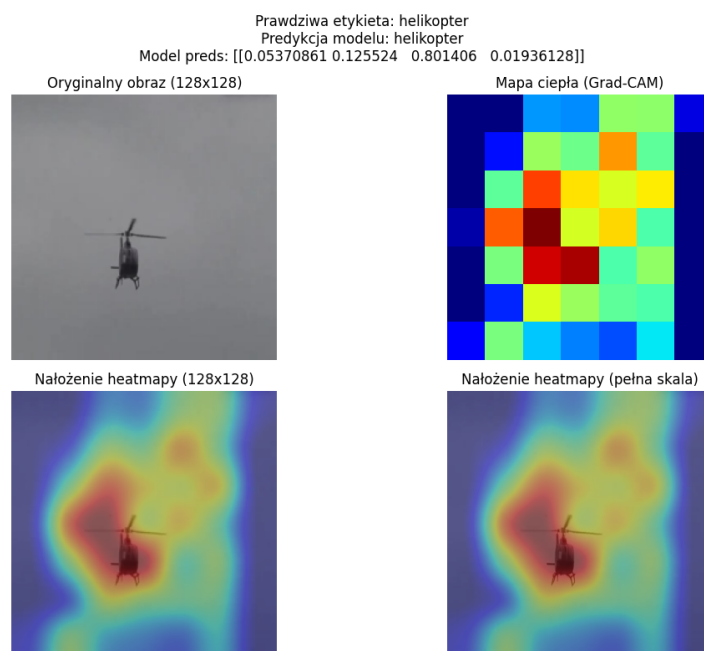 Prawdziwa etykieta: helikopter
Predykcja modelu: helikopter
Model preds: [[0.05370861 0.125524   0.801406   0.01936128]]
Oryginalny obraz (128x128)
Mapa ciepła (Grad-CAM)
Nałożenie heatmapy (128x128)
Nałożenie heatmapy (pełna skala)